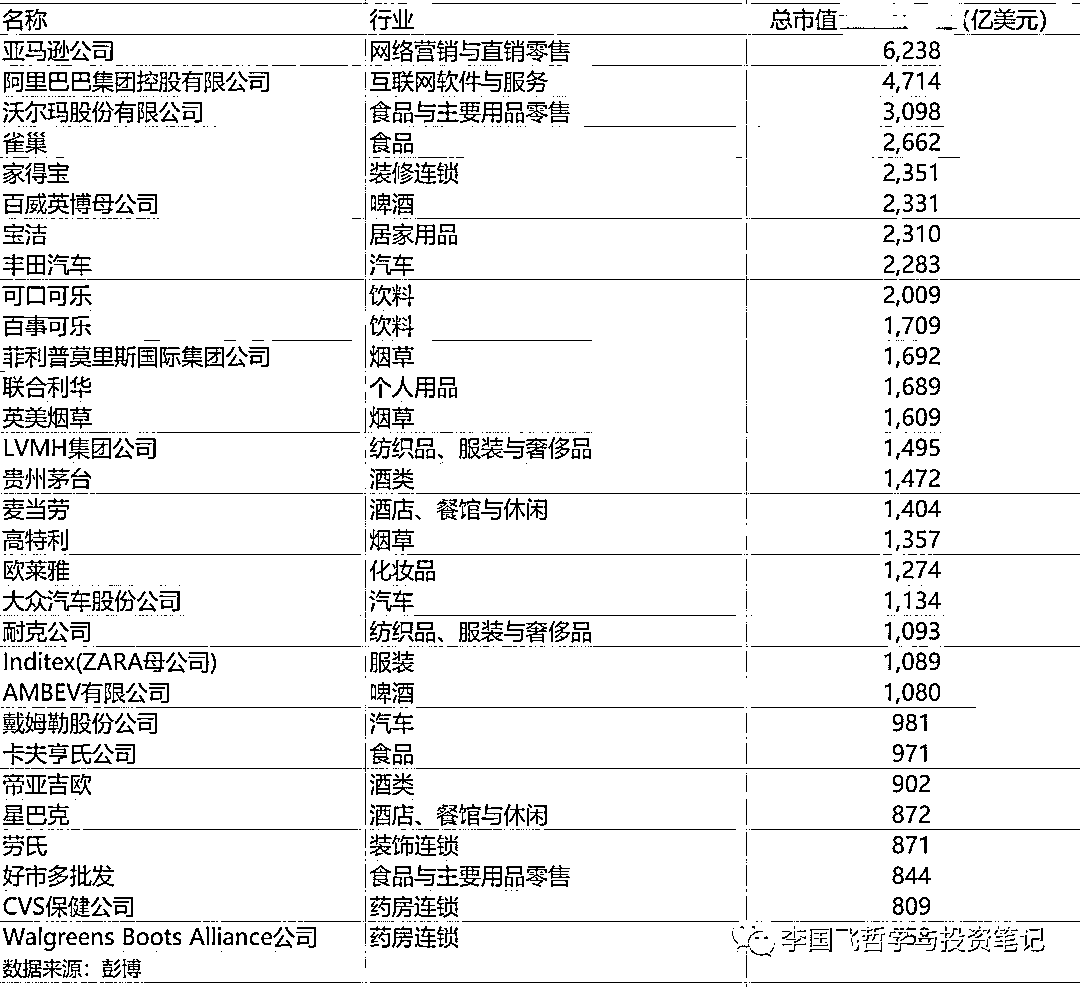 名称 行业 总市值 (亿美元)
亚马逊公司 网络营销与直销零售 6,238
阿里巴巴集团控股有限公司 互联网软件与服务 4,714
沃尔玛股份有限公司 食品与主要用品零售 3,098
雀巢 食品 2,662
家得宝 装修连锁 2,351
百威英博母公司 啤酒 2,331
宝洁 居家用品 2,310
丰田汽车 汽车 2,283
可口可乐 饮料 2,009
百事可乐 饮料 1,709
菲利普莫里斯国际集团公司 烟草 1,692
联合利华 个人用品 1,689
英美烟草 烟草 1,609
LVMH集团公司 纺织品、服装与奢侈品 1,495
贵州茅台 酒类 1,472
麦当劳 酒店、餐馆与休闲 1,404
高特利 烟草 1,357
欧莱雅 化妆品 1,274
大众汽车股份公司 汽车 1,134
耐克公司 纺织品、服装与奢侈品 1,093
Inditex(ZARA母公司) 服装 1,089
AMBEV有限公司 啤酒 1,080
戴姆勒股份公司 汽车 981
卡夫亨氏公司 食品 971
帝亚吉欧 酒类 902
星巴克 酒店、餐馆与休闲 872
劳氏 装饰连锁 871
好市多批发 食品与主要用品零售 844
CVS保健公司 药房连锁 809
Walgreens Boots Alliance公司 药房连锁
李国飞哲学与投资笔记
数据来源：彭博